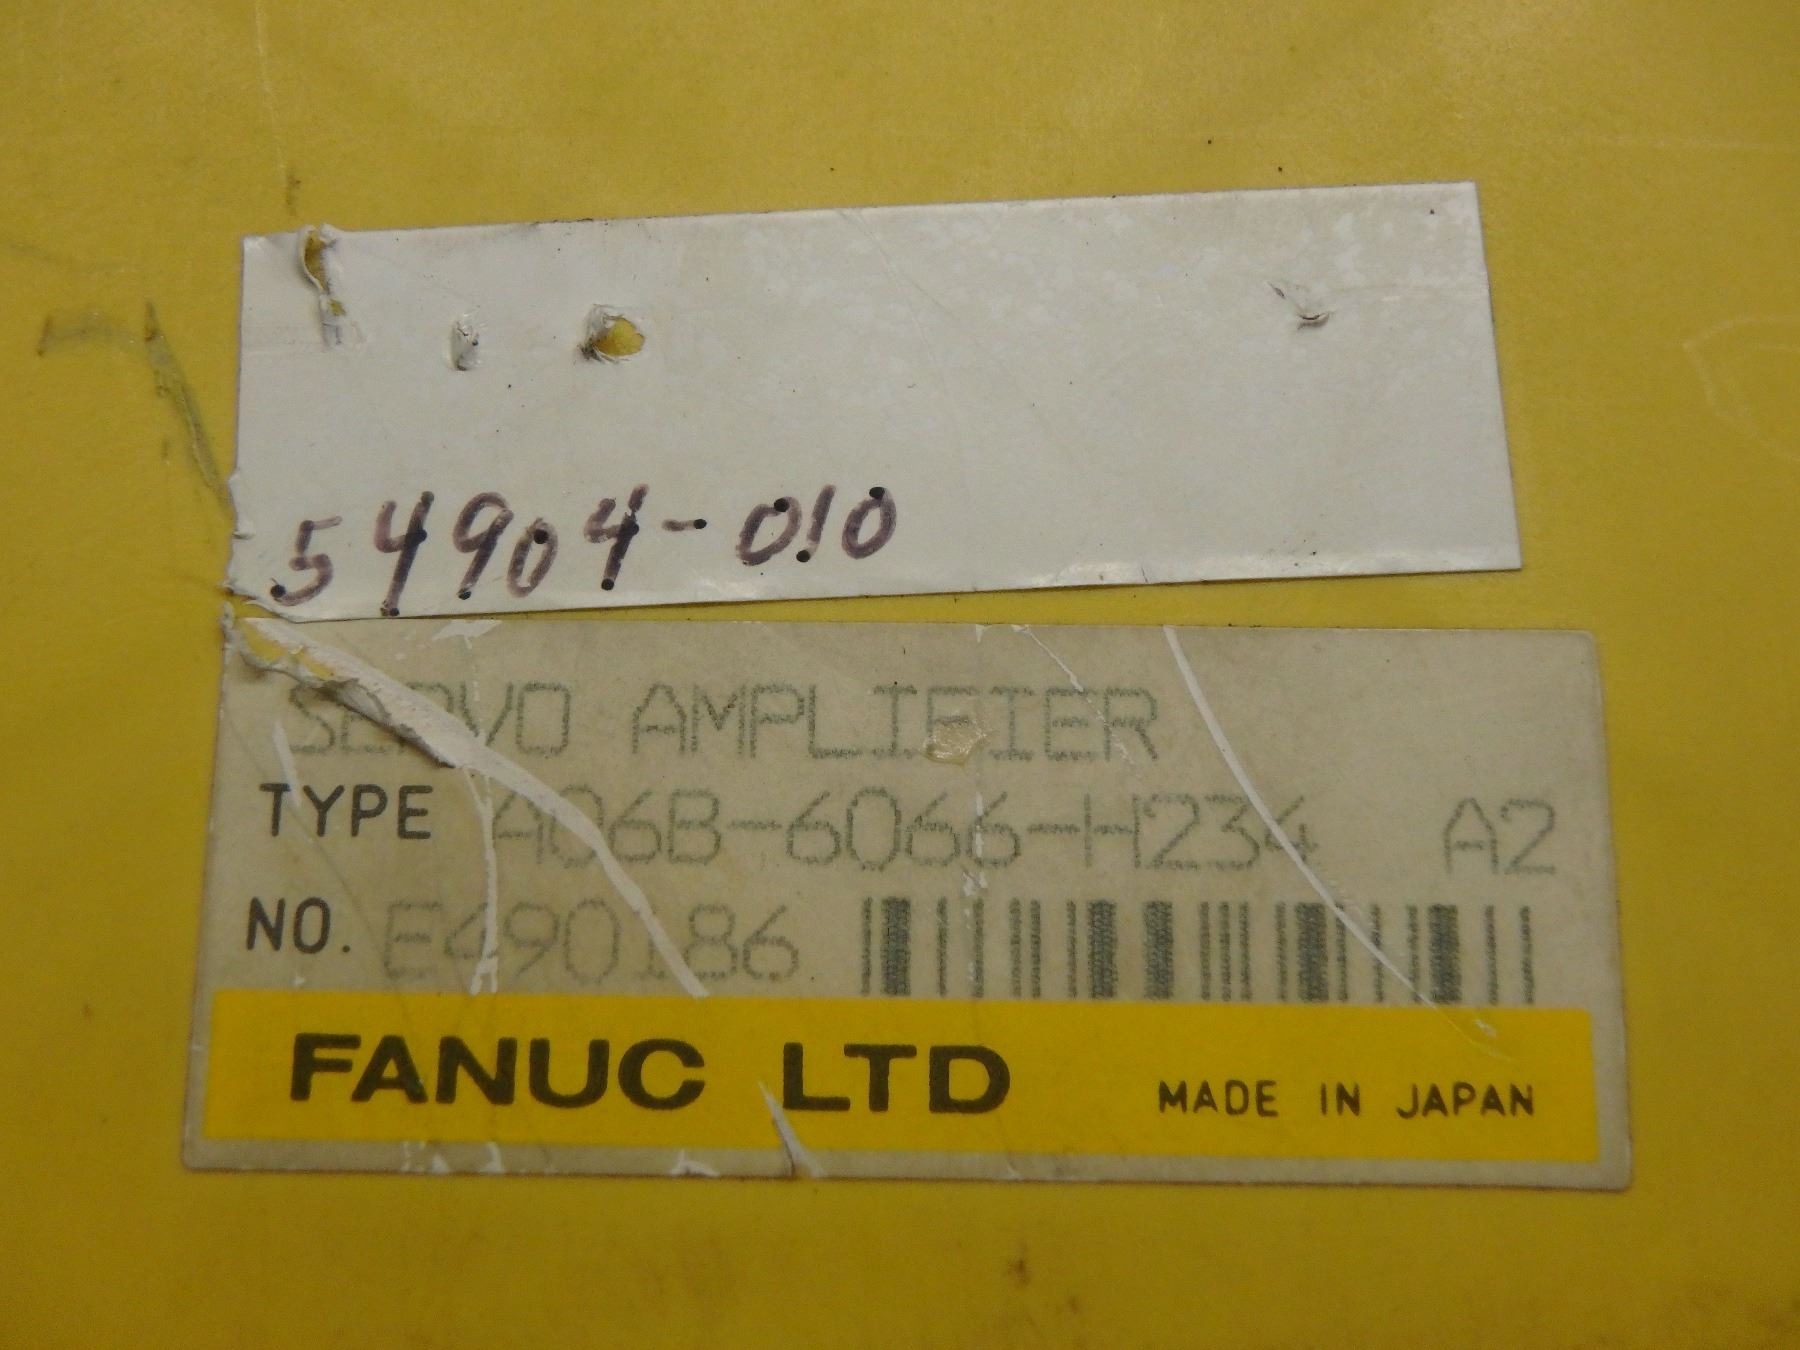 54904-010
SERVO AMPLIFIER
TYPE A06B-6066-H234 A2
NO. E490186
FANUC LTD MADE IN JAPAN